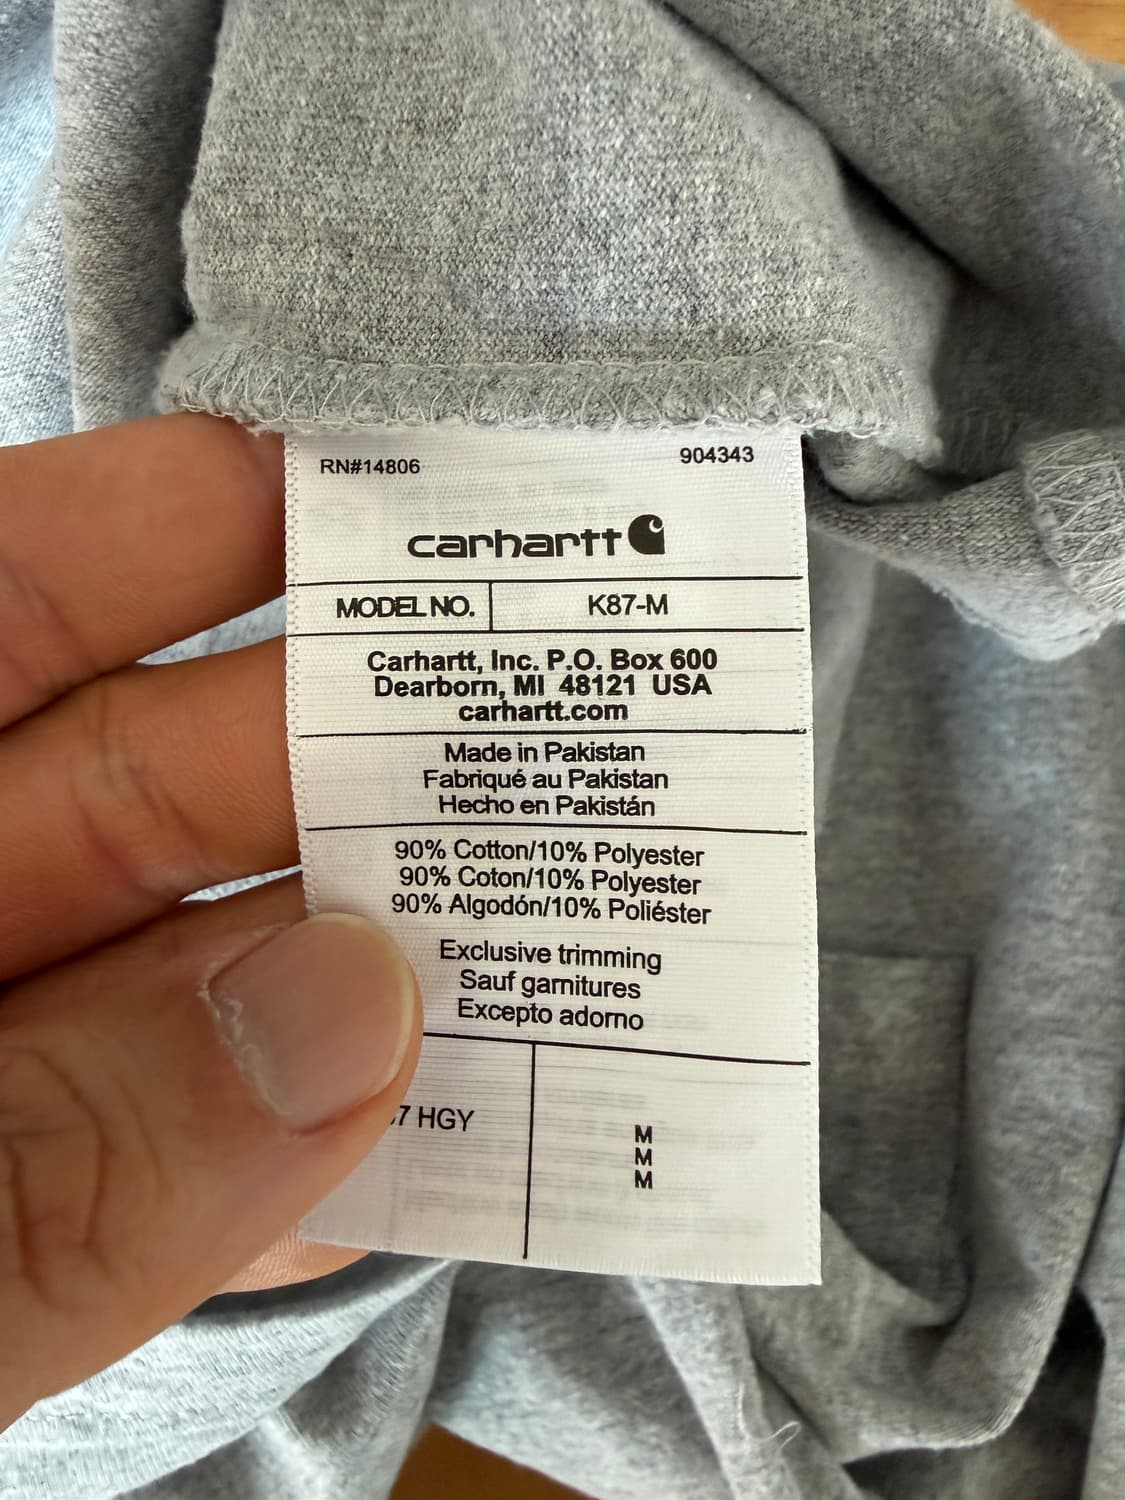 RN#14806 904343
carhartt
MODEL NO. K87-M
Carhartt, Inc. P.O. Box 600
Dearborn, MI 48121 USA
carhartt.com
Made in Pakistan
Fabriqué au Pakistan
Hecho en Pakistán
90% Cotton/10% Polyester
90% Coton/10% Polyester
90% Algodón/10% Poliéster
Exclusive trimming
Sauf garnitures
Excepto adorno
HGY
M
M
M